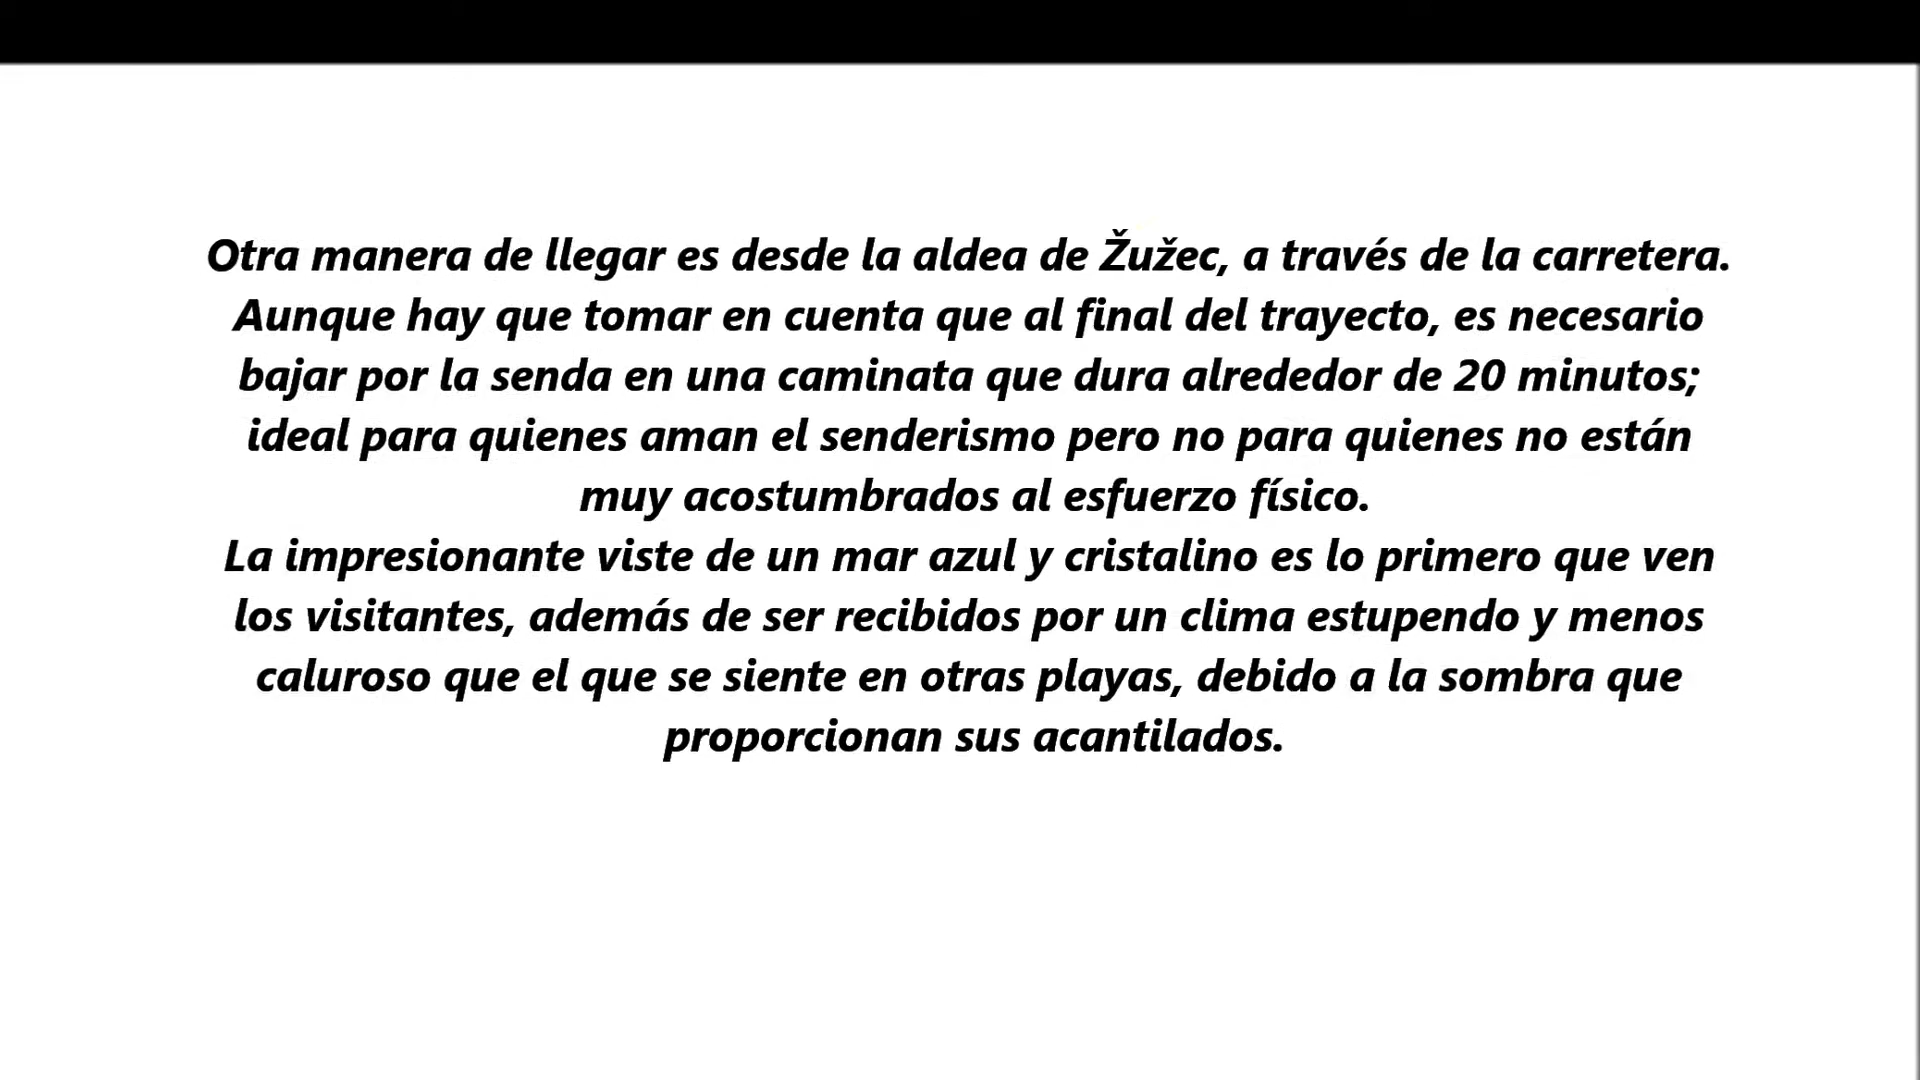 Otra manera de llegar es desde la aldea de Žužec, a través de la carretera.
Aunque hay que tomar en cuenta que al final del trayecto, es necesario
bajar por la senda en una caminata que dura alrededor de 20 minutos;
ideal para quienes aman el senderismo pero no para quienes no están
muy acostumbrados al esfuerzo físico.
La impresionante viste de un mar azul y cristalino es lo primero que ven
los visitantes, además de ser recibidos por un clima estupendo y menos
caluroso que el que se siente en otras playas, debido a la sombra que
proporcionan sus acantilados.